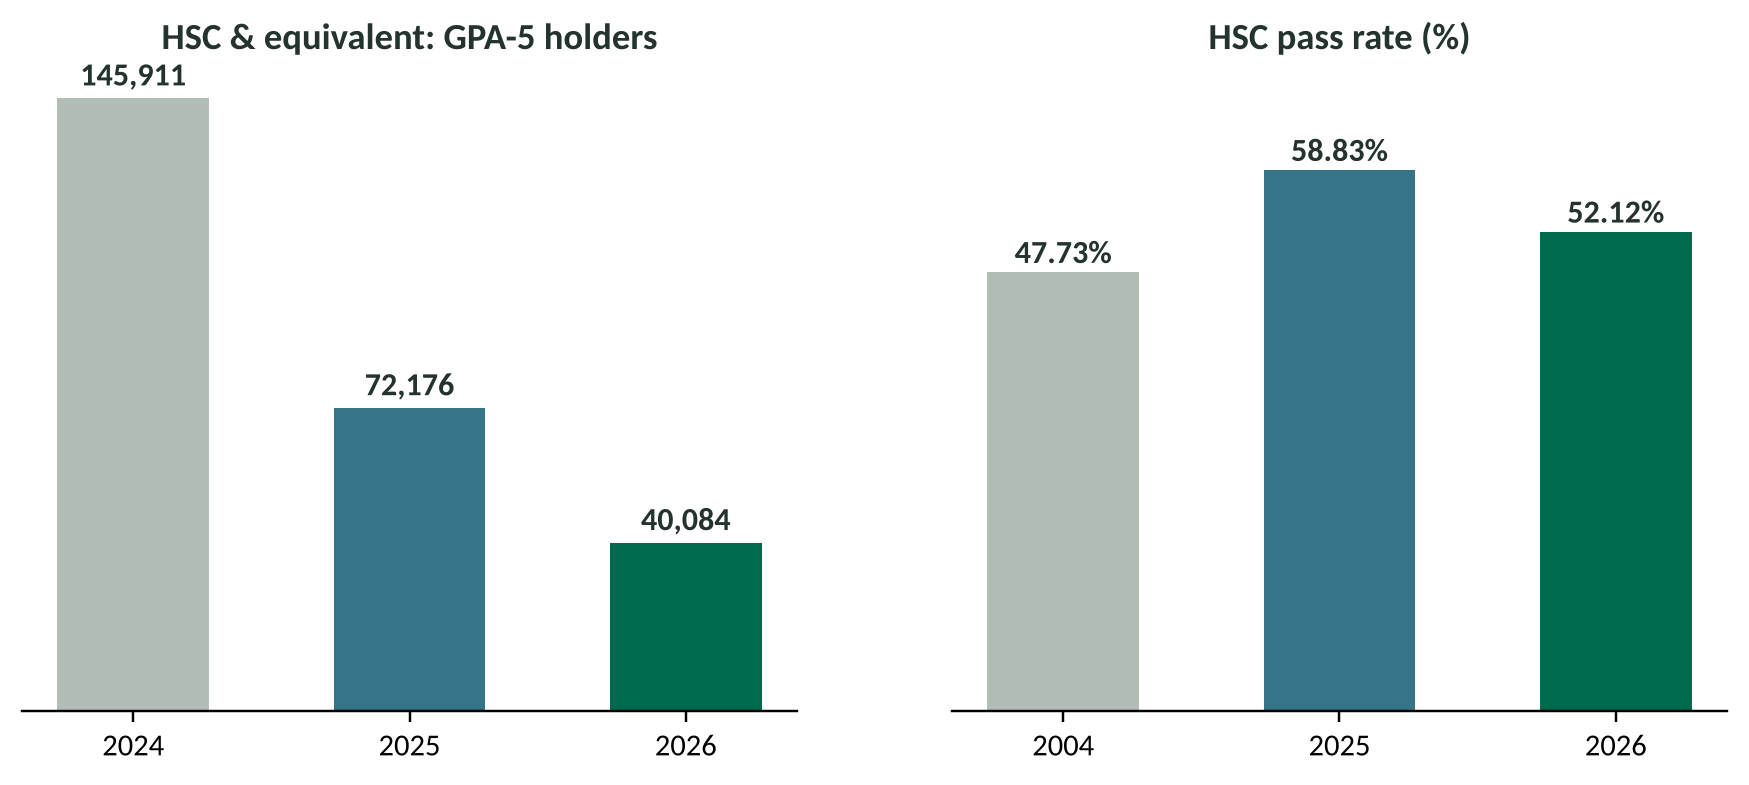 HSC & equivalent: GPA-5 holders
145,911
72,176
40,084
2024 2025 2026
HSC pass rate (%)
58.83%
52.12%
47.73%
2004 2025 2026